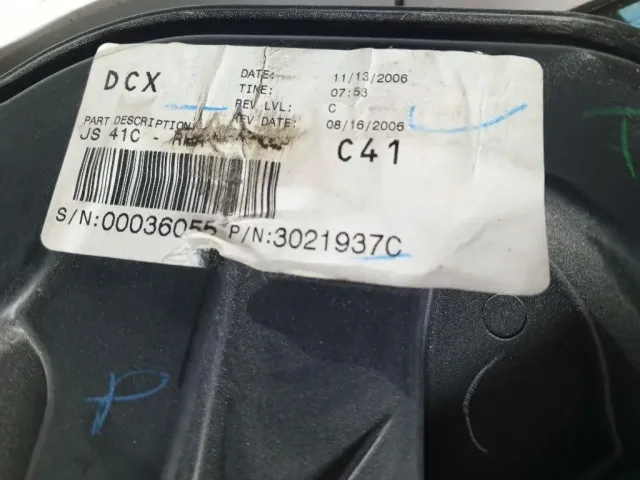 DCX
DATE: 11/13/2006
TIME: 07:53
REV LVL: C
REV DATE: 08/16/2006
PART DESCRIPTION
JS 41C -
C41
S/N:00036055 P/N:3021937C
P